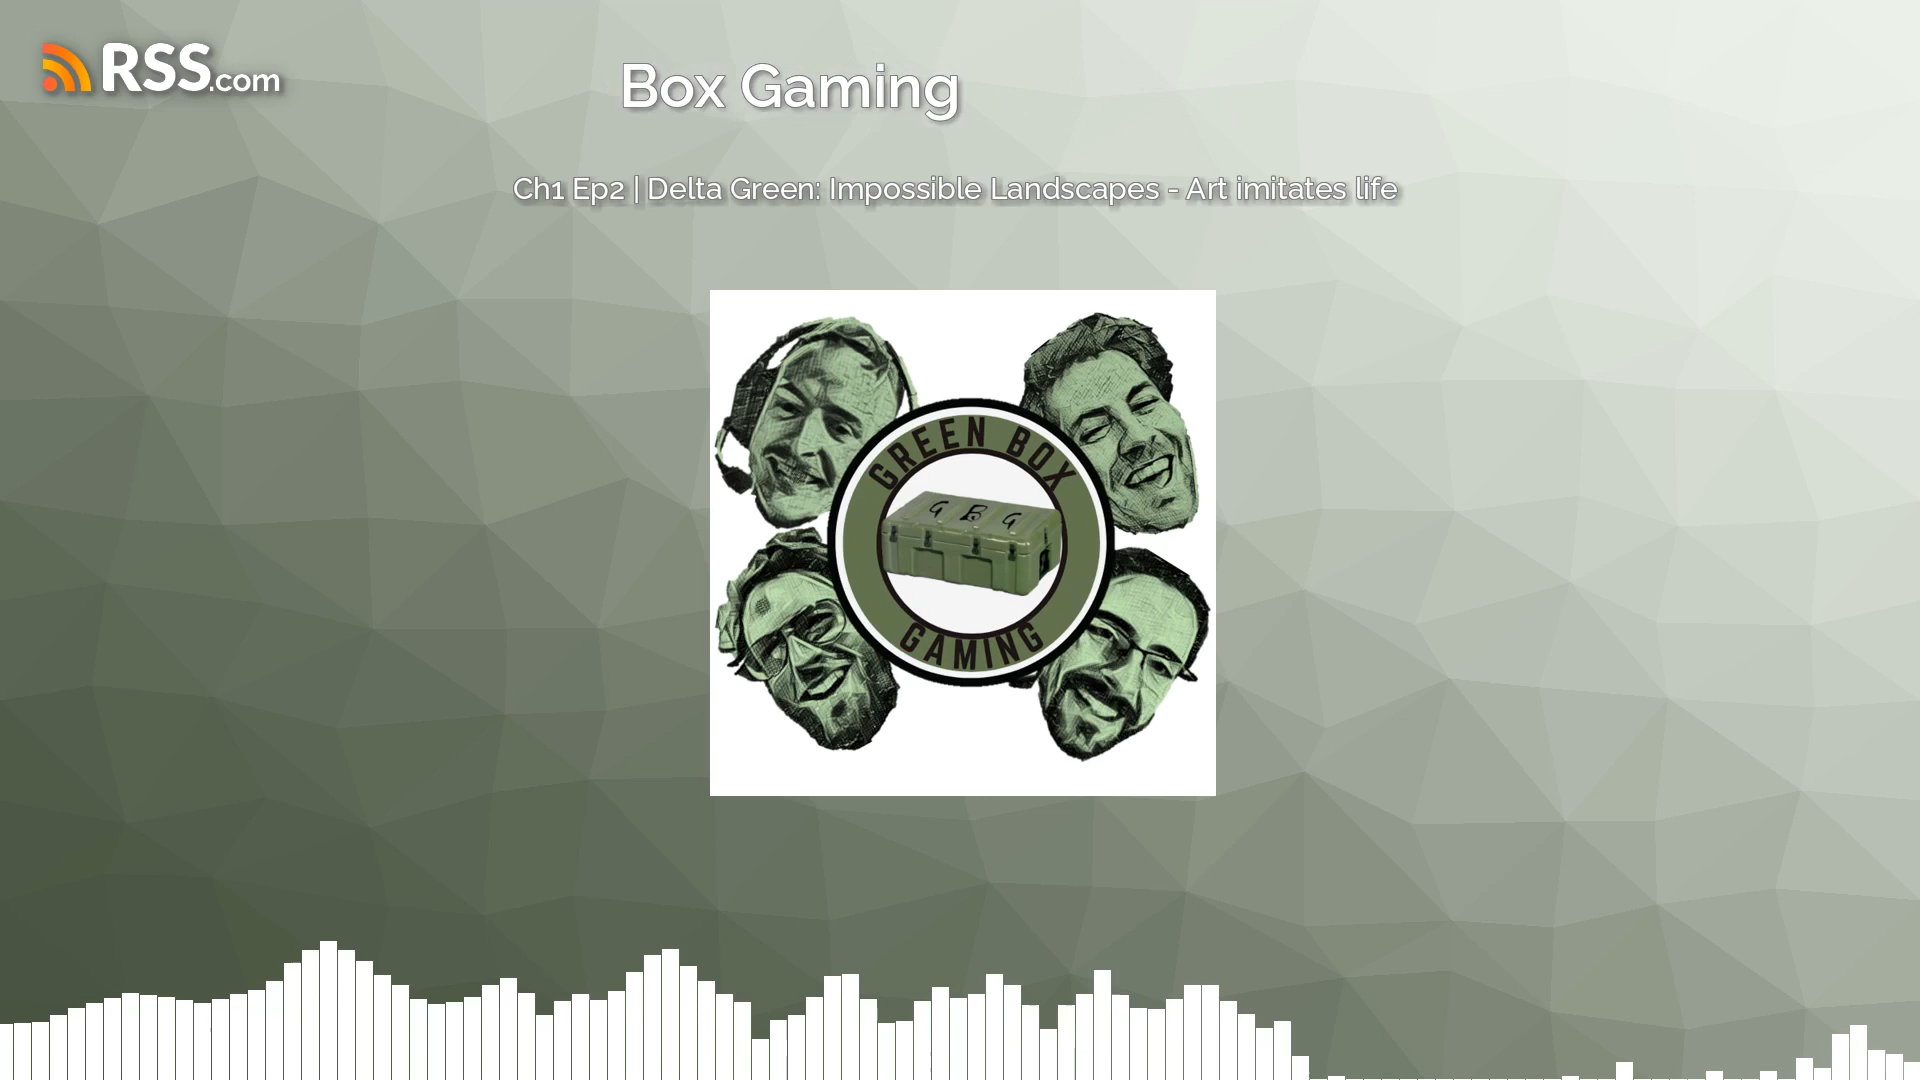 RSS.com
Box Gaming
Ch1 Ep2 | Delta Green: Impossible Landscapes - Art imitates life
GREEN BOX
G B G
GAMING